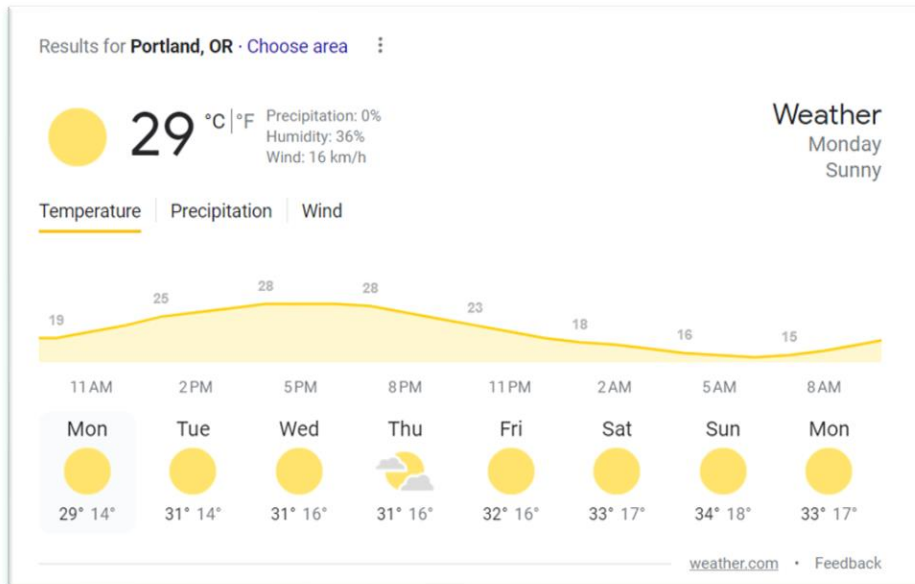 Results for Portland, OR · Choose area
29 °C | °F
Precipitation: 0%
Humidity: 36%
Wind: 16 km/h
Weather
Monday
Sunny
Temperature Precipitation Wind
19 25 28 28 23 18 16 15
11 AM 2 PM 5 PM 8 PM 11 PM 2 AM 5 AM 8 AM
Mon Tue Wed Thu Fri Sat Sun Mon
29° 14° 31° 14° 31° 16° 31° 16° 32° 16° 33° 17° 34° 18° 33° 17°
weather.com • Feedback